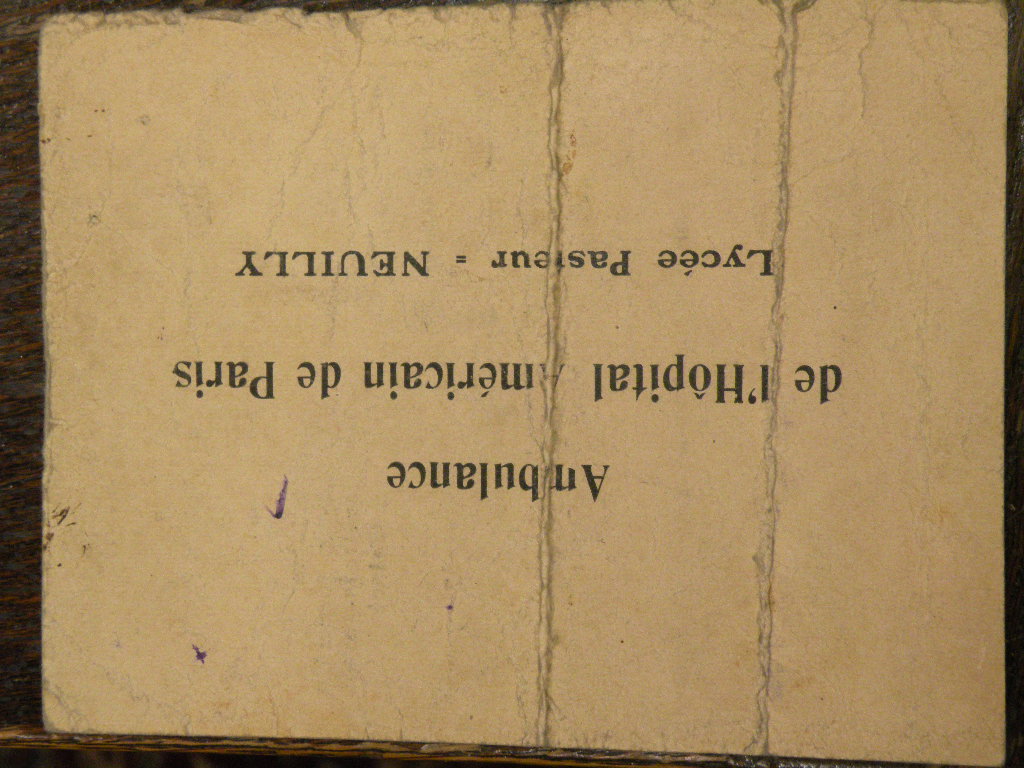 Ambulance
de l'Hôpital Américain de Paris
Lycée Pasteur = NEUILLY